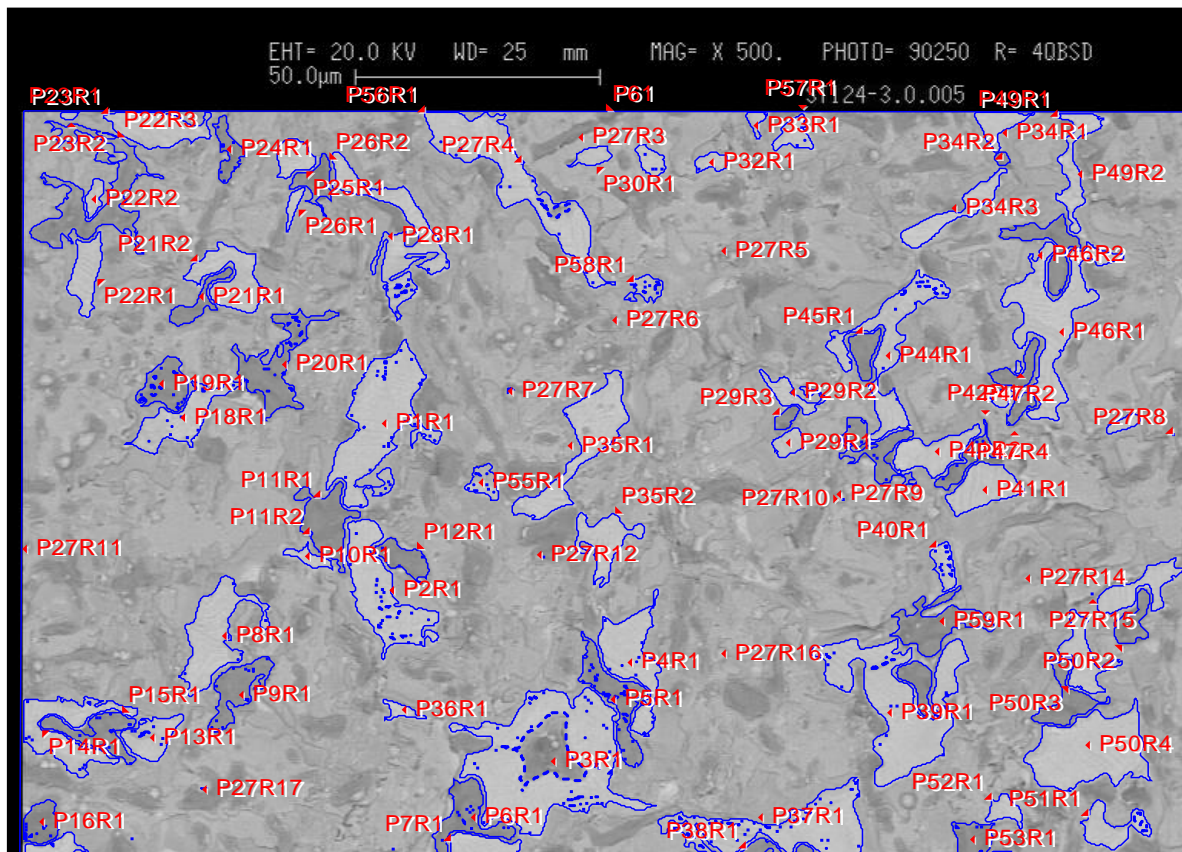 EHT= 20.0 KV WD= 25 mm MAG= X 500. PHOTO= 90250 R= 4QBSD
50.0µm
P23R1 P56R1 P61 P57R1 P49R1
P22R3 P23R2 P24R1 P26R2 P27R4 P27R3 P33R1 P34R1
P34R2 P32R1 P30R1 P25R1 P49R2
P22R2 P26R1 P34R3
P28R1 P21R2 P27R5 P46R2
P58R1 P22R1 P21R1
P27R6 P45R1 P46R1
P20R1 P44R1
P19R1 P27R7 P29R2 P47R2
P18R1 P1R1 P29R3 P27R8
P35R1 P29R1 P47R4
P11R1 P55R1 P27R10 P27R9 P41R1
P35R2
P11R2 P12R1 P40R1
P27R11 P10R1 P27R12
P2R1 P27R14
P8R1 P59R1 P27R15
P4R1 P27R16 P50R2
P15R1 P9R1 P5R1 P50R3
P36R1 P39R1
P14R1 P13R1 P50R4
P3R1
P27R17 P52R1
P51R1
P16R1 P7R1 P6R1 P38R1 P37R1
P53R1